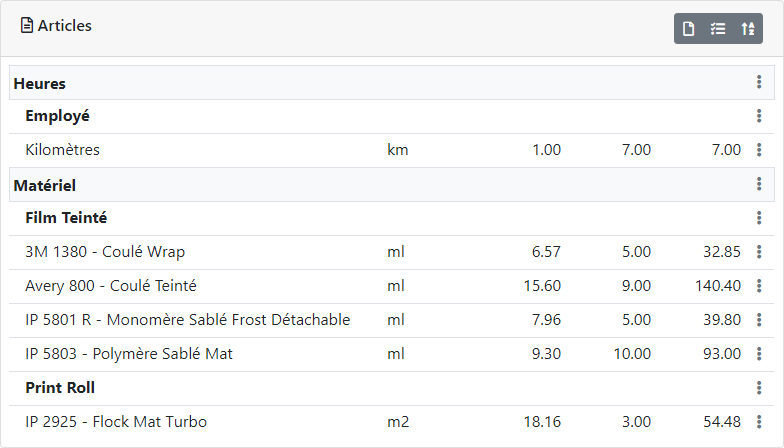 Articles
Heures
Employé
Kilomètres km 1.00 7.00 7.00
Matériel
Film Teinté
3M 1380 - Coulé Wrap ml 6.57 5.00 32.85
Avery 800 - Coulé Teinté ml 15.60 9.00 140.40
IP 5801 R - Monomère Sablé Frost Détachable ml 7.96 5.00 39.80
IP 5803 - Polymère Sablé Mat ml 9.30 10.00 93.00
Print Roll
IP 2925 - Flock Mat Turbo m2 18.16 3.00 54.48